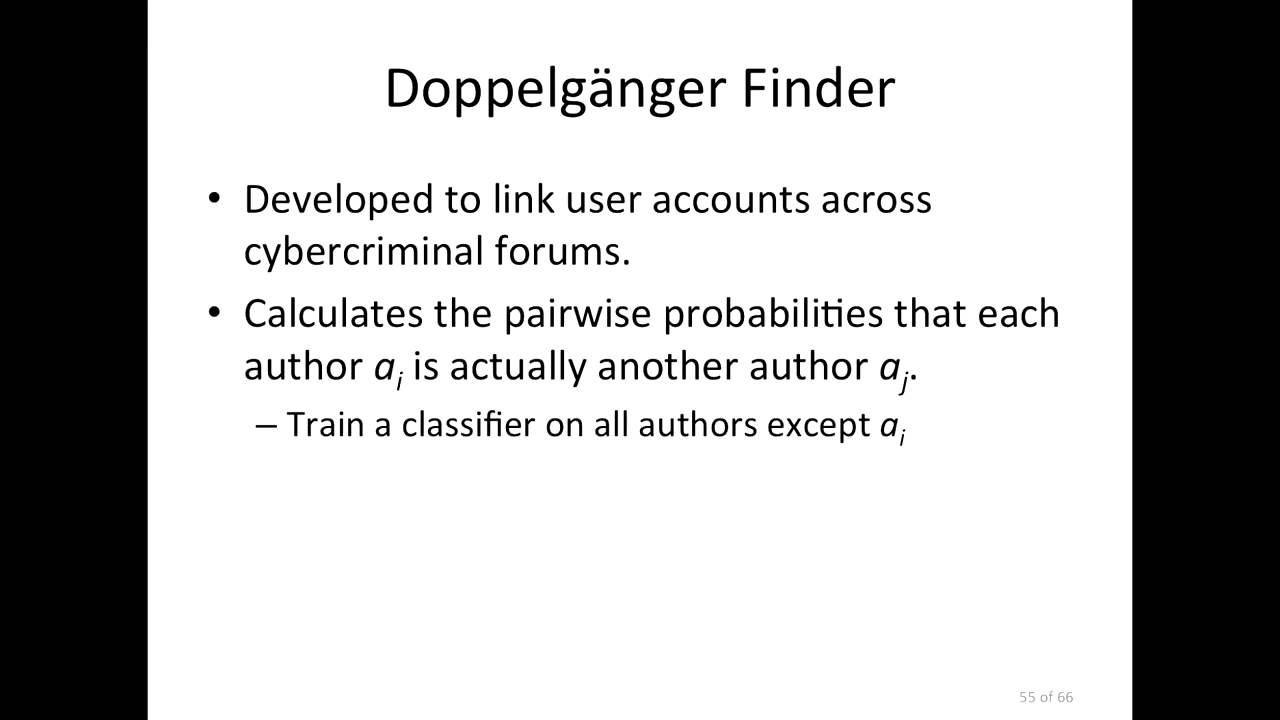 Doppelgänger Finder
• Developed to link user accounts across
cybercriminal forums.
• Calculates the pairwise probabilities that each
author aᵢ is actually another author aⱼ.
– Train a classifier on all authors except aᵢ
55 of 66